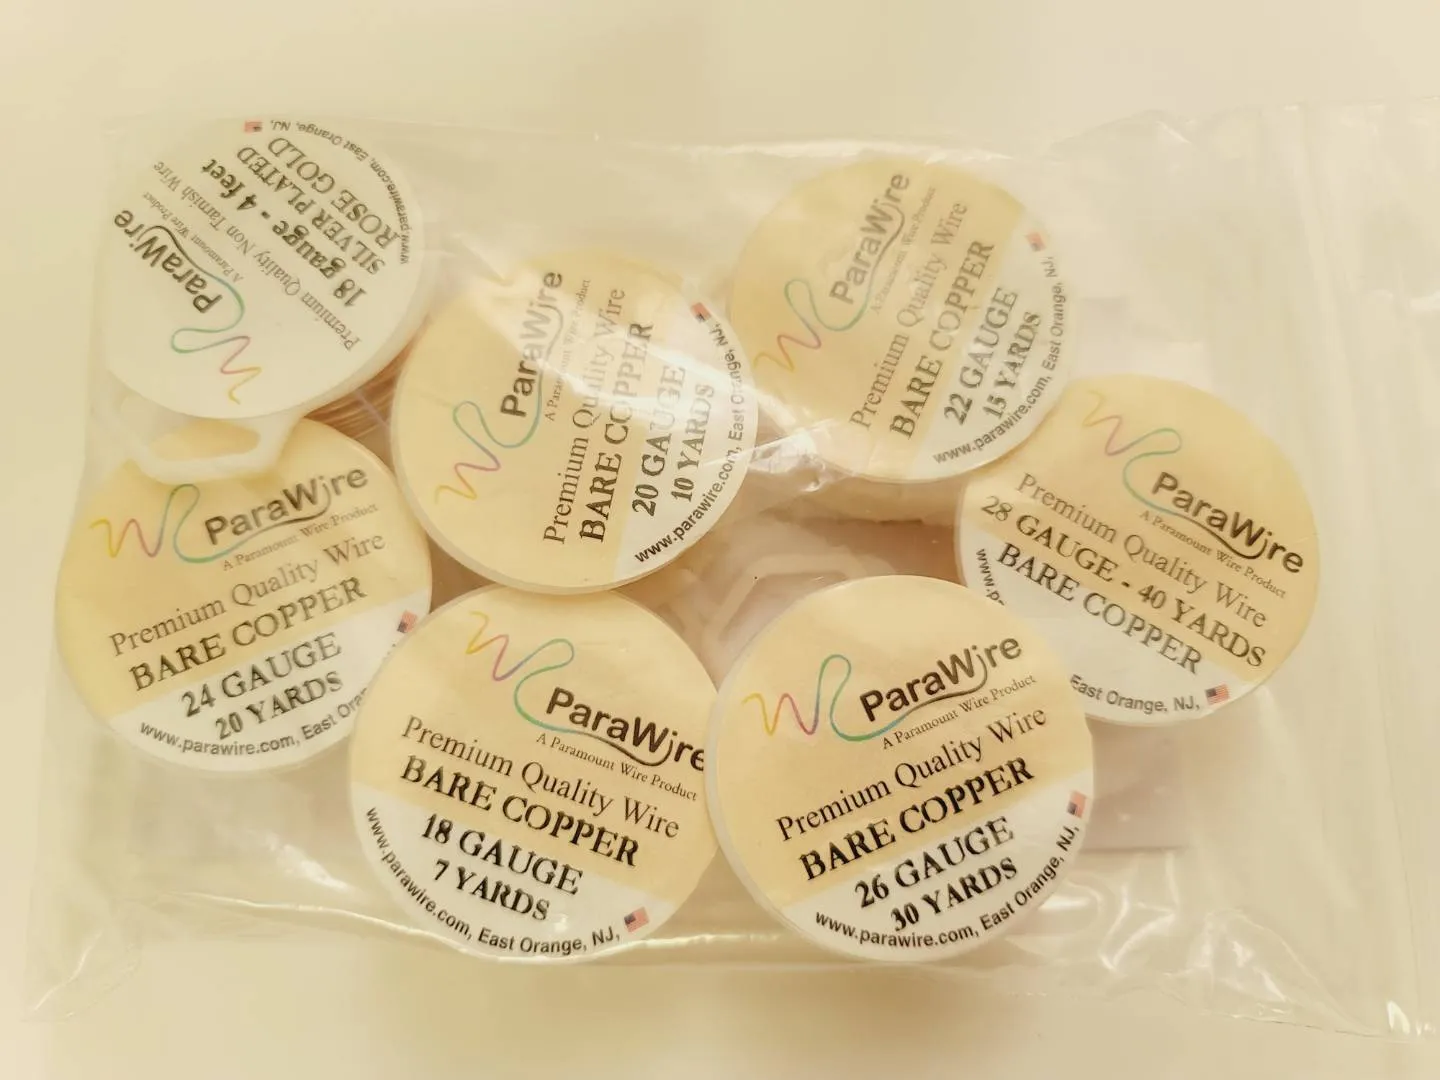 ParaWire
A Paramount Wire Product
Premium Quality Non Tarnish Wire
18 gauge - 4 feet
SILVER PLATED
ROSE GOLD
www.parawire.com, East Orange, NJ,
ParaWire
A Paramount Wire Product
Premium Quality Wire
BARE COPPER
20 GAUGE
10 YARDS
www.parawire.com, East Orange, NJ,
ParaWire
A Paramount Wire Product
Premium Quality Wire
BARE COPPER
22 GAUGE
15 YARDS
www.parawire.com, East Orange, NJ,
ParaWire
A Paramount Wire Product
Premium Quality Wire
28 GAUGE - 40 YARDS
BARE COPPER
East Orange, NJ,
ParaWire
A Paramount Wire Product
Premium Quality Wire
BARE COPPER
24 GAUGE
20 YARDS
www.parawire.com, East
ParaWire
A Paramount Wire Product
Premium Quality Wire
BARE COPPER
18 GAUGE
7 YARDS
www.parawire.com, East Orange, NJ,
ParaWire
A Paramount Wire Product
Premium Quality Wire
BARE COPPER
26 GAUGE
30 YARDS
www.parawire.com, East Orange, NJ,